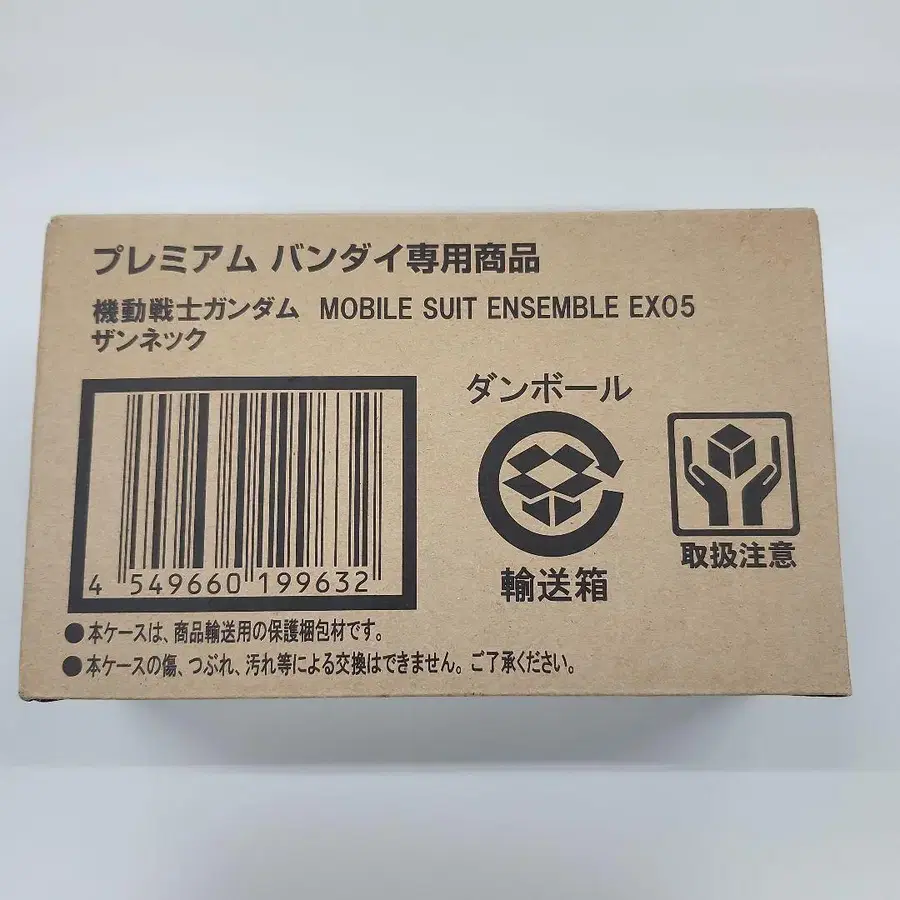 プレミアム バンダイ専用商品
機動戦士ガンダム MOBILE SUIT ENSEMBLE EX05
ザンネック
ダンボール
輸送箱
取扱注意
4 549660 199632
●本ケースは、商品輸送用の保護梱包材です。
●本ケースの傷、つぶれ、汚れ等による交換はできません。ご了承ください。